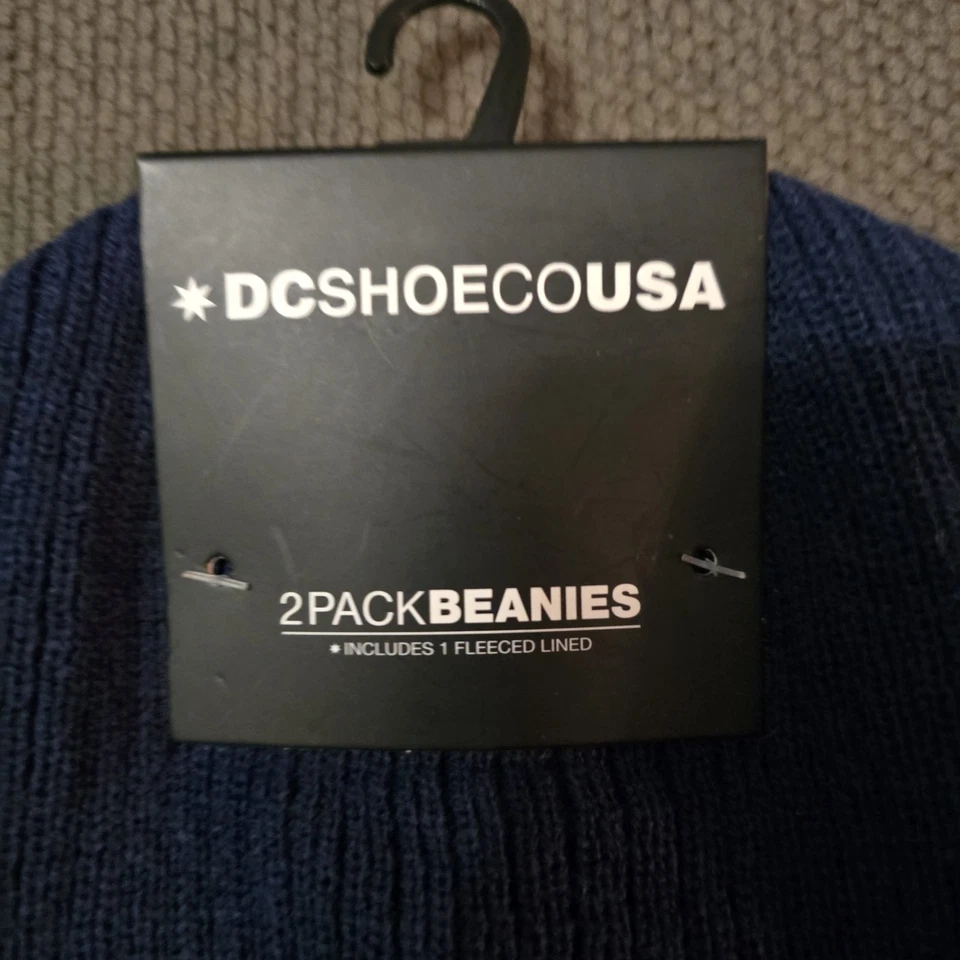 ✷DCSHOECOUSA
2PACKBEANIES
✷INCLUDES 1 FLEECED LINED